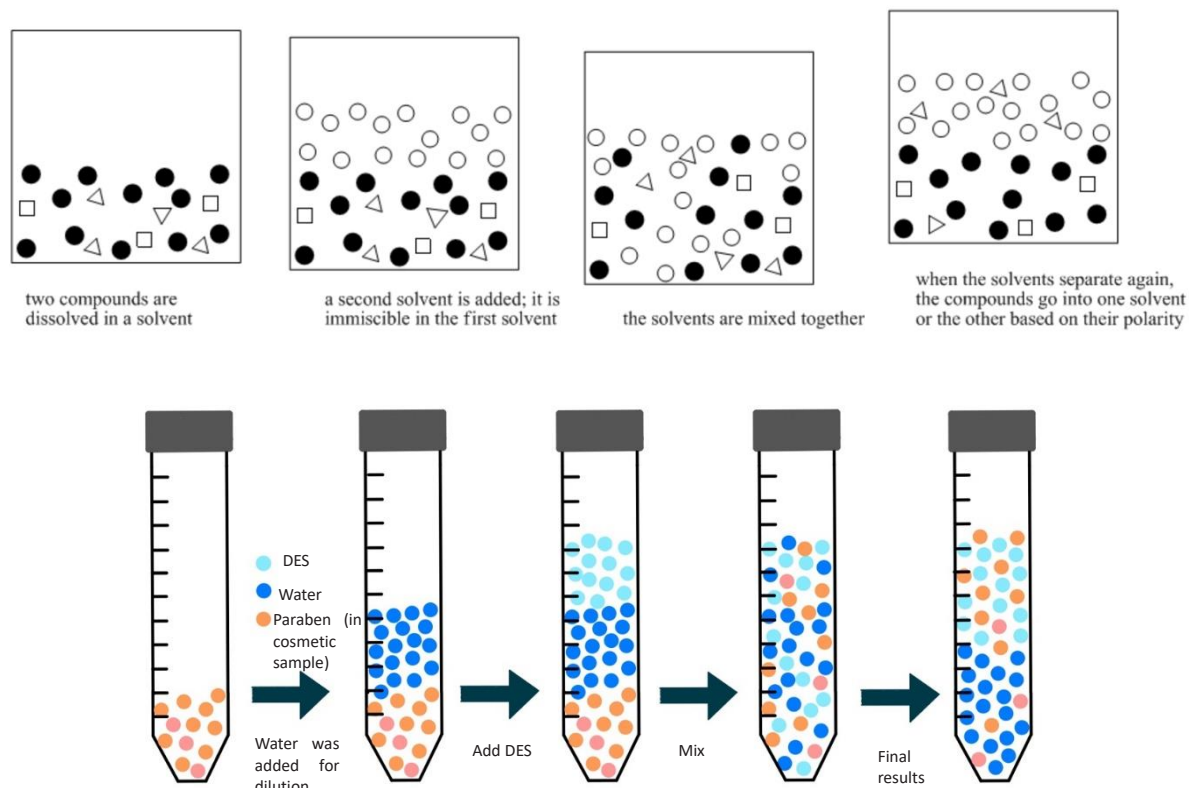 two compounds are
dissolved in a solvent
a second solvent is added; it is
immiscible in the first solvent
the solvents are mixed together
when the solvents separate again,
the compounds go into one solvent
or the other based on their polarity
DES
Water
Paraben (in
cosmetic
sample)
Water was
added for
dilution
Add DES
Mix
Final
results